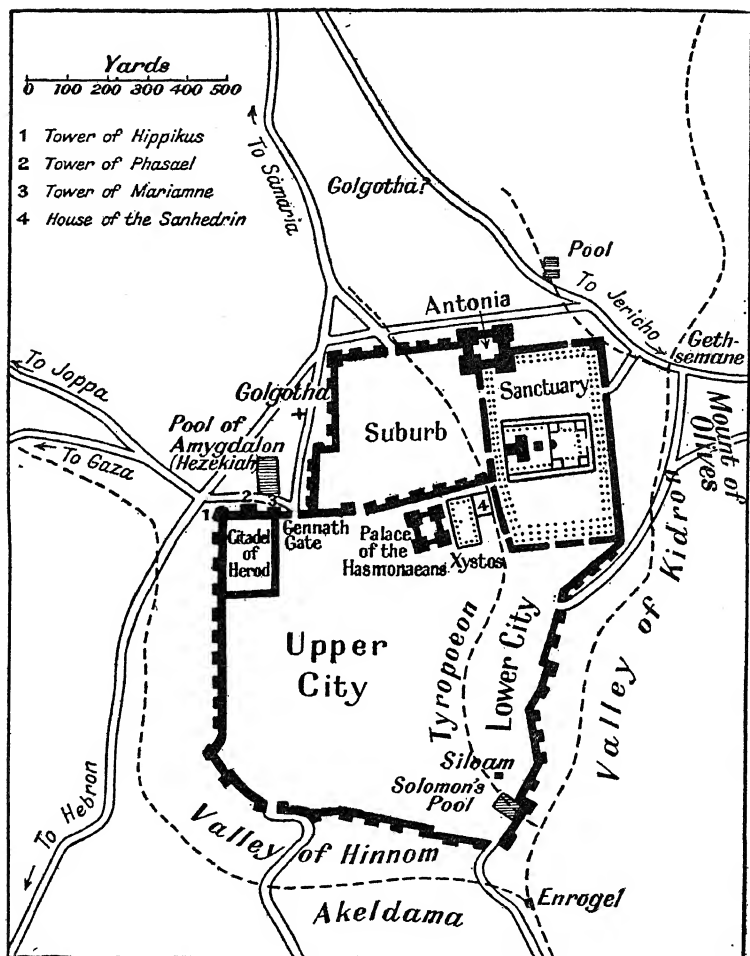 Yards
0 100 200 300 400 500
1 Tower of Hippikus
2 Tower of Phasael
3 Tower of Mariamne
4 House of the Sanhedrin
To Samaria
Golgotha?
Pool
To Jericho
Antonia
Geth-
semane
To Joppa
Golgotha
Sanctuary
Mount of
Olives
Pool of
Amygdalon
(Hezekiah)
Suburb
To Gaza
1
2
3
4
Gennath
Gate
Citadel
of
Herod
Palace
of the
Hasmonaeans
Xystos
Valley of Kidron
Upper
City
Tyropoeon
Lower City
Siloam
Solomon's
Pool
To Hebron
Valley of Hinnom
Enrogel
Akeldama